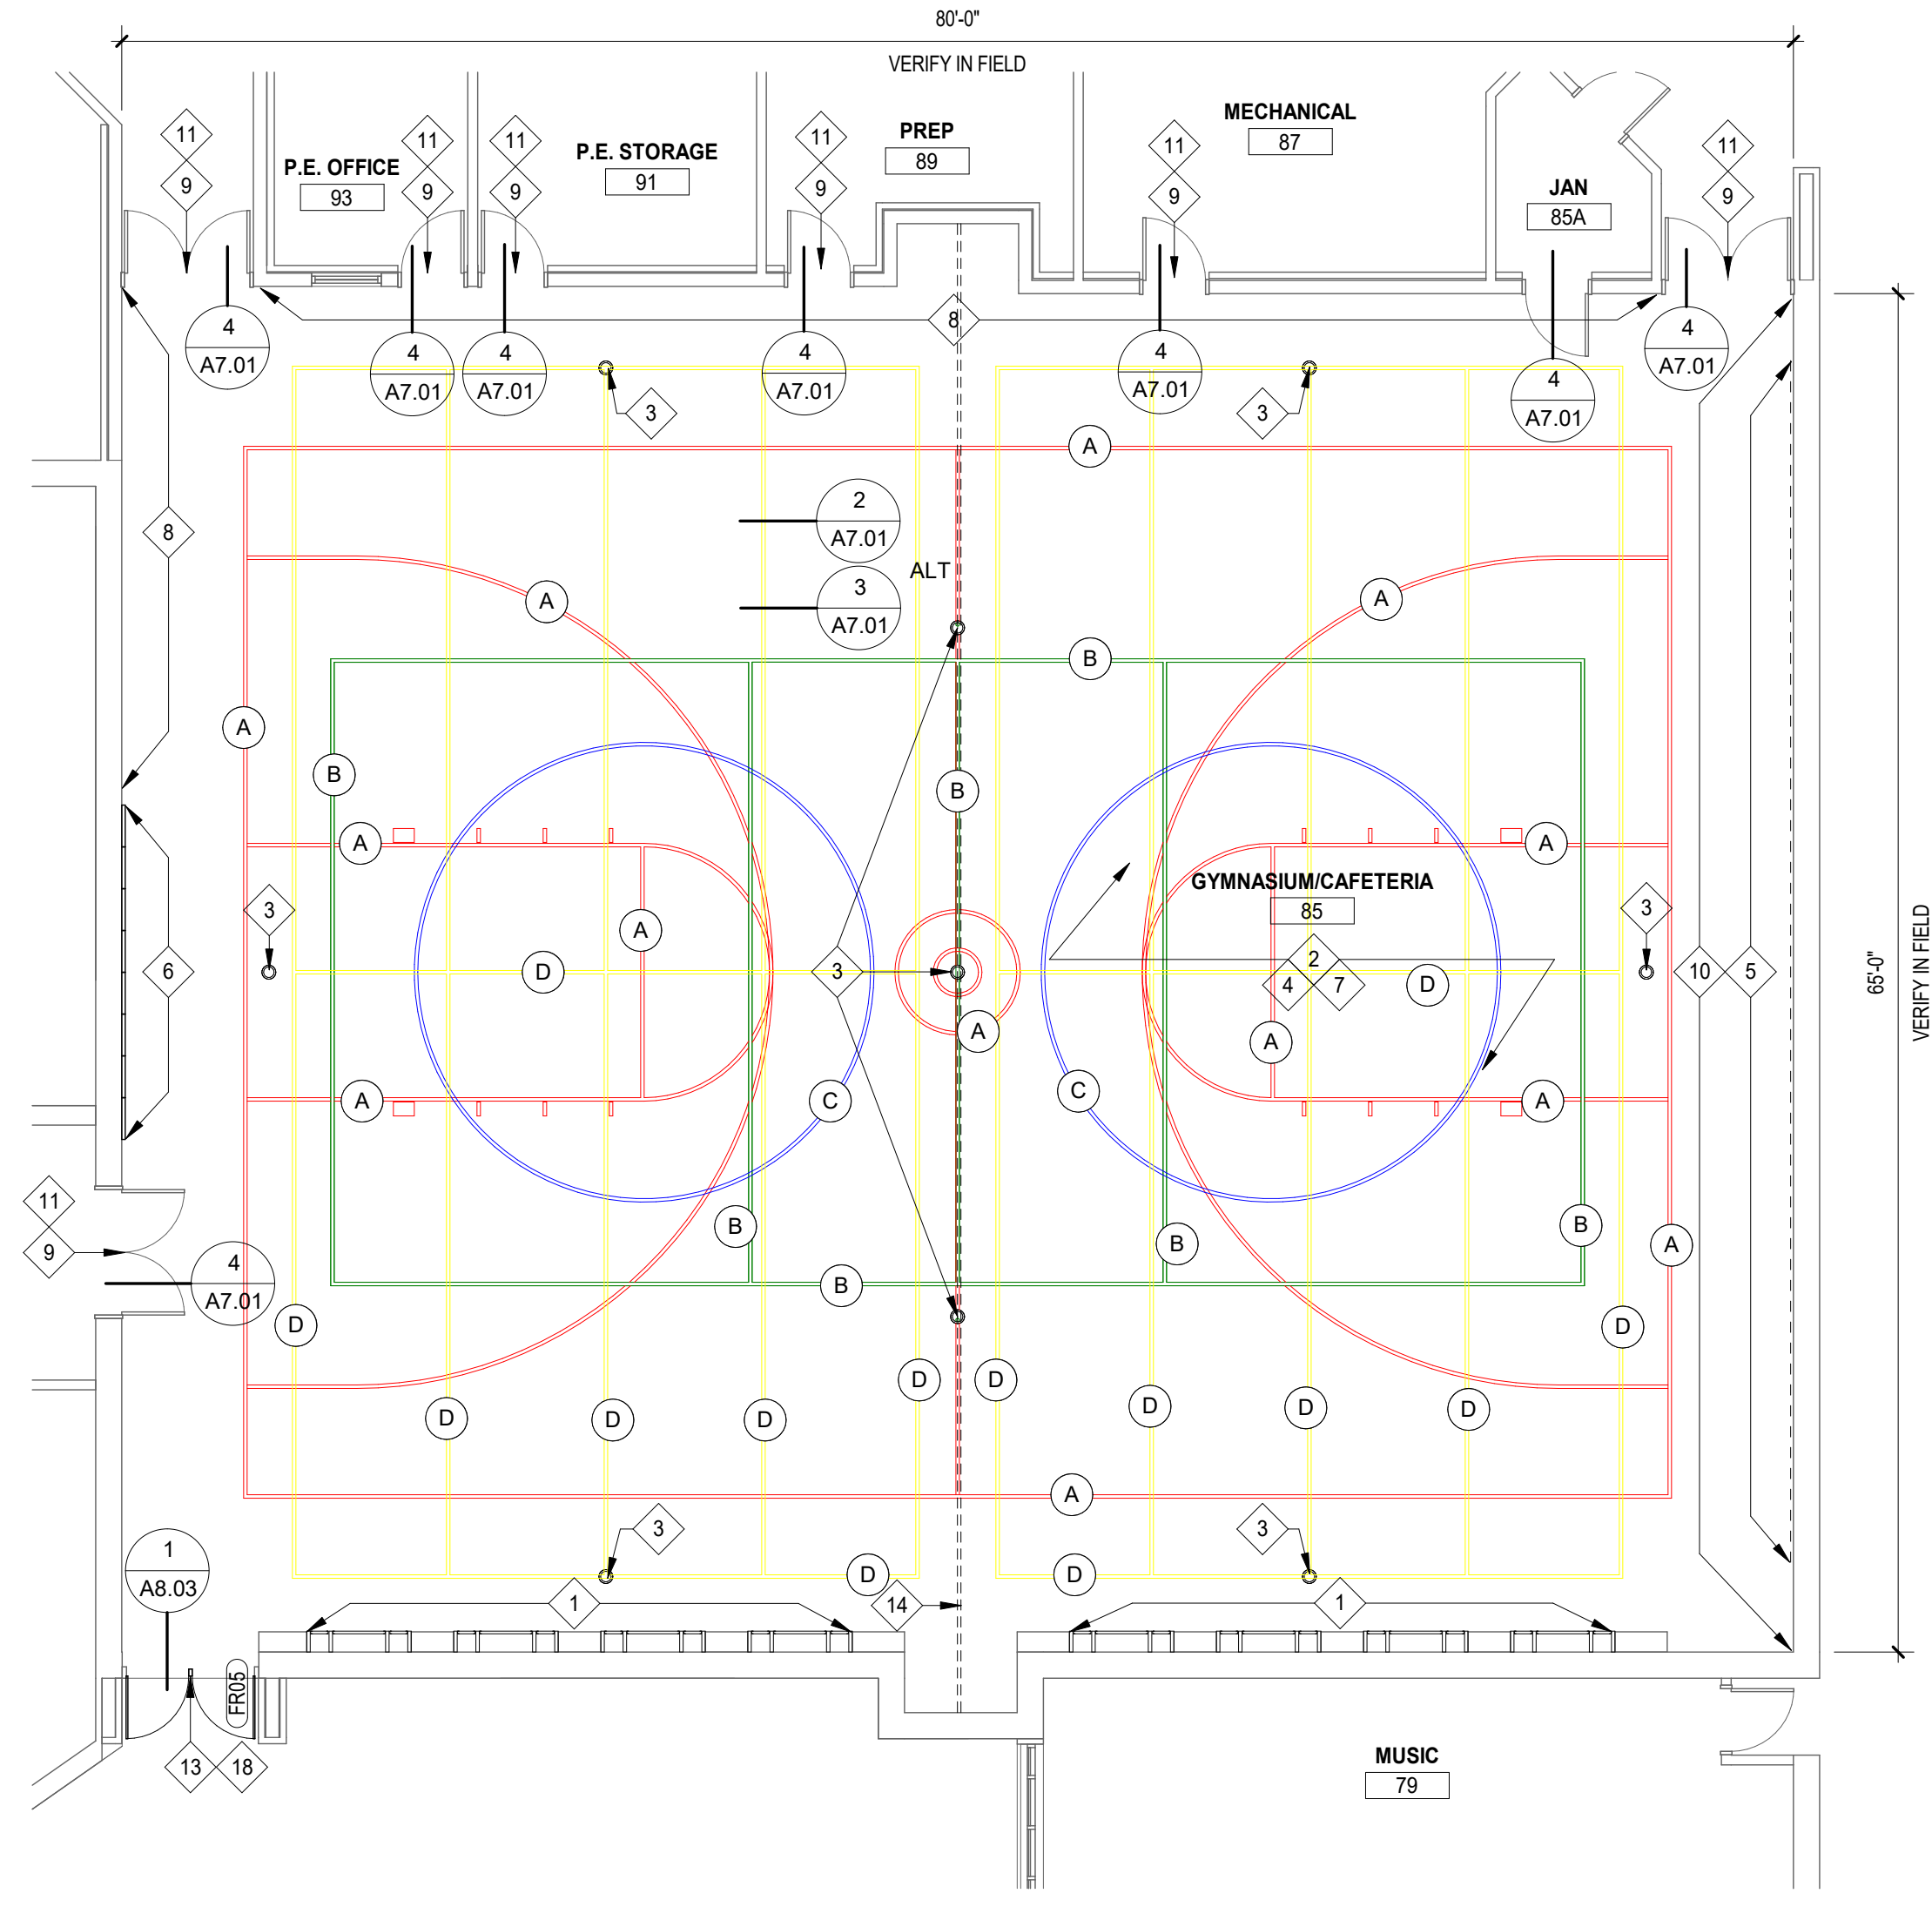 80'-0"
VERIFY IN FIELD
MECHANICAL
87
11
11
11
11
11
11
PREP
89
P.E. STORAGE
91
P.E. OFFICE
93
9
9
9
9
9
9
JAN
85A
8
4
A7.01
4
A7.01
4
A7.01
4
A7.01
4
A7.01
4
A7.01
4
A7.01
3
3
A
2
A7.01
ALT
3
A7.01
8
A
A
B
A
B
B
A
A
GYMNASIUM/CAFETERIA
85
3
3
A
6
D
3
2
4
7
D
10
5
65'-0"
VERIFY IN FIELD
A
A
A
C
C
A
A
11
9
4
A7.01
B
B
B
A
B
D
D
D
D
D
D
D
D
D
D
A
3
3
1
A8.03
D
D
14
1
1
FR05
13
18
MUSIC
79